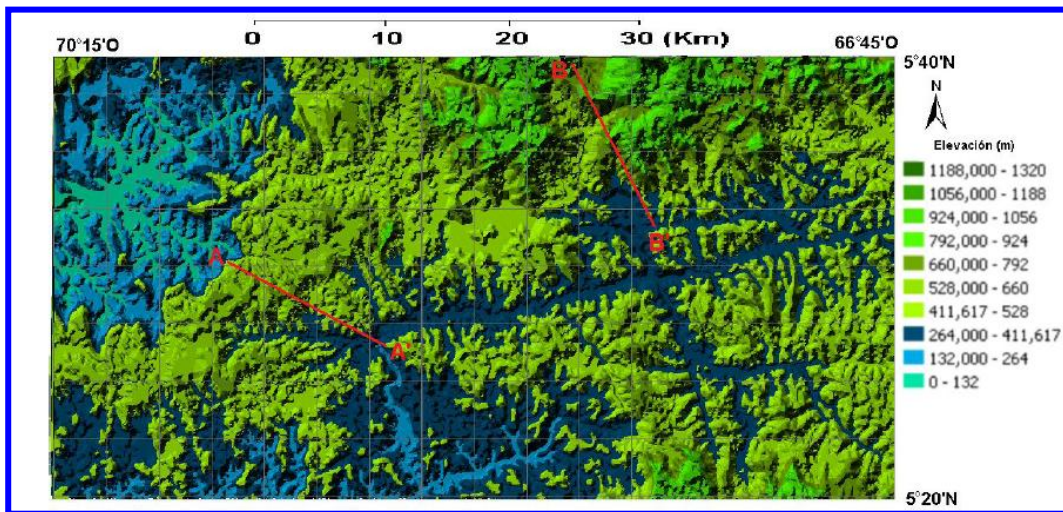 0 10 20 30 (Km)
70°15'O
66°45'O
5°40'N
N
B
Elevación (m)
1188,000 - 1320
1056,000 - 1188
924,000 - 1056
792,000 - 924
660,000 - 792
528,000 - 660
411,617 - 528
264,000 - 411,617
132,000 - 264
0 - 132
B'
A
A'
5°20'N